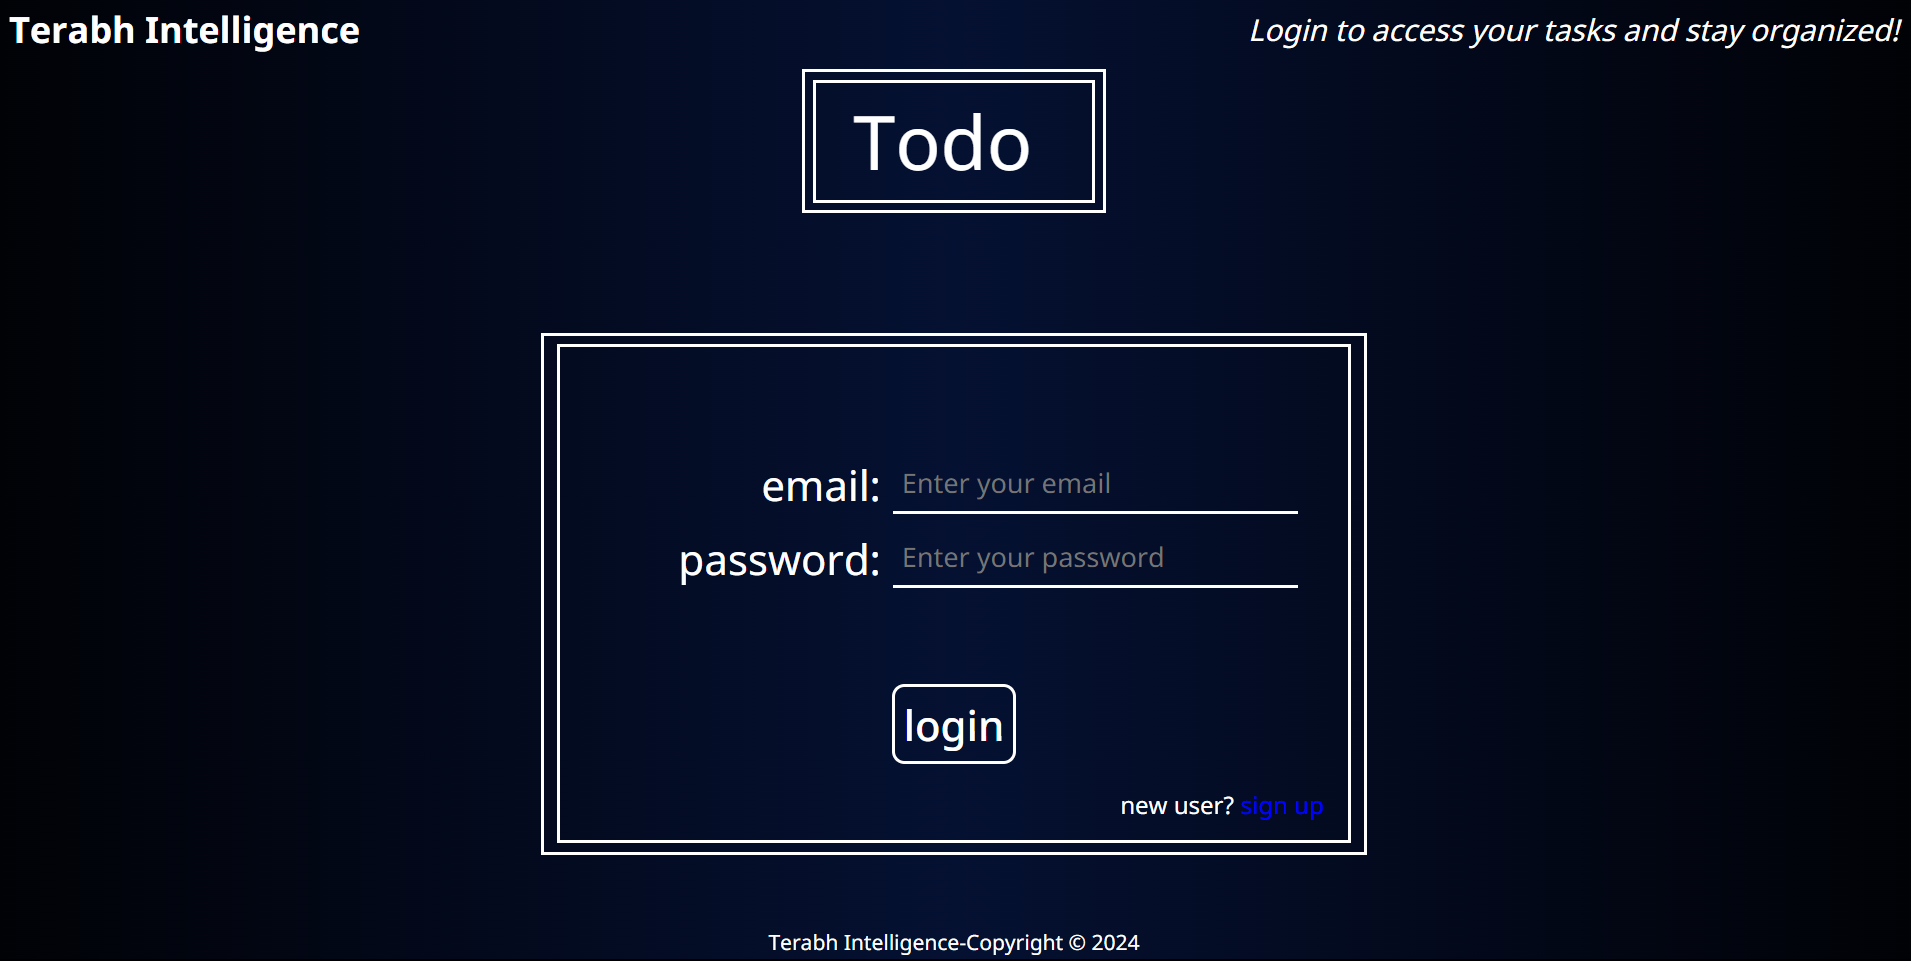 Terabh Intelligence
Login to access your tasks and stay organized!
Todo
email: Enter your email
password: Enter your password
login
new user? sign up
Terabh Intelligence-Copyright © 2024